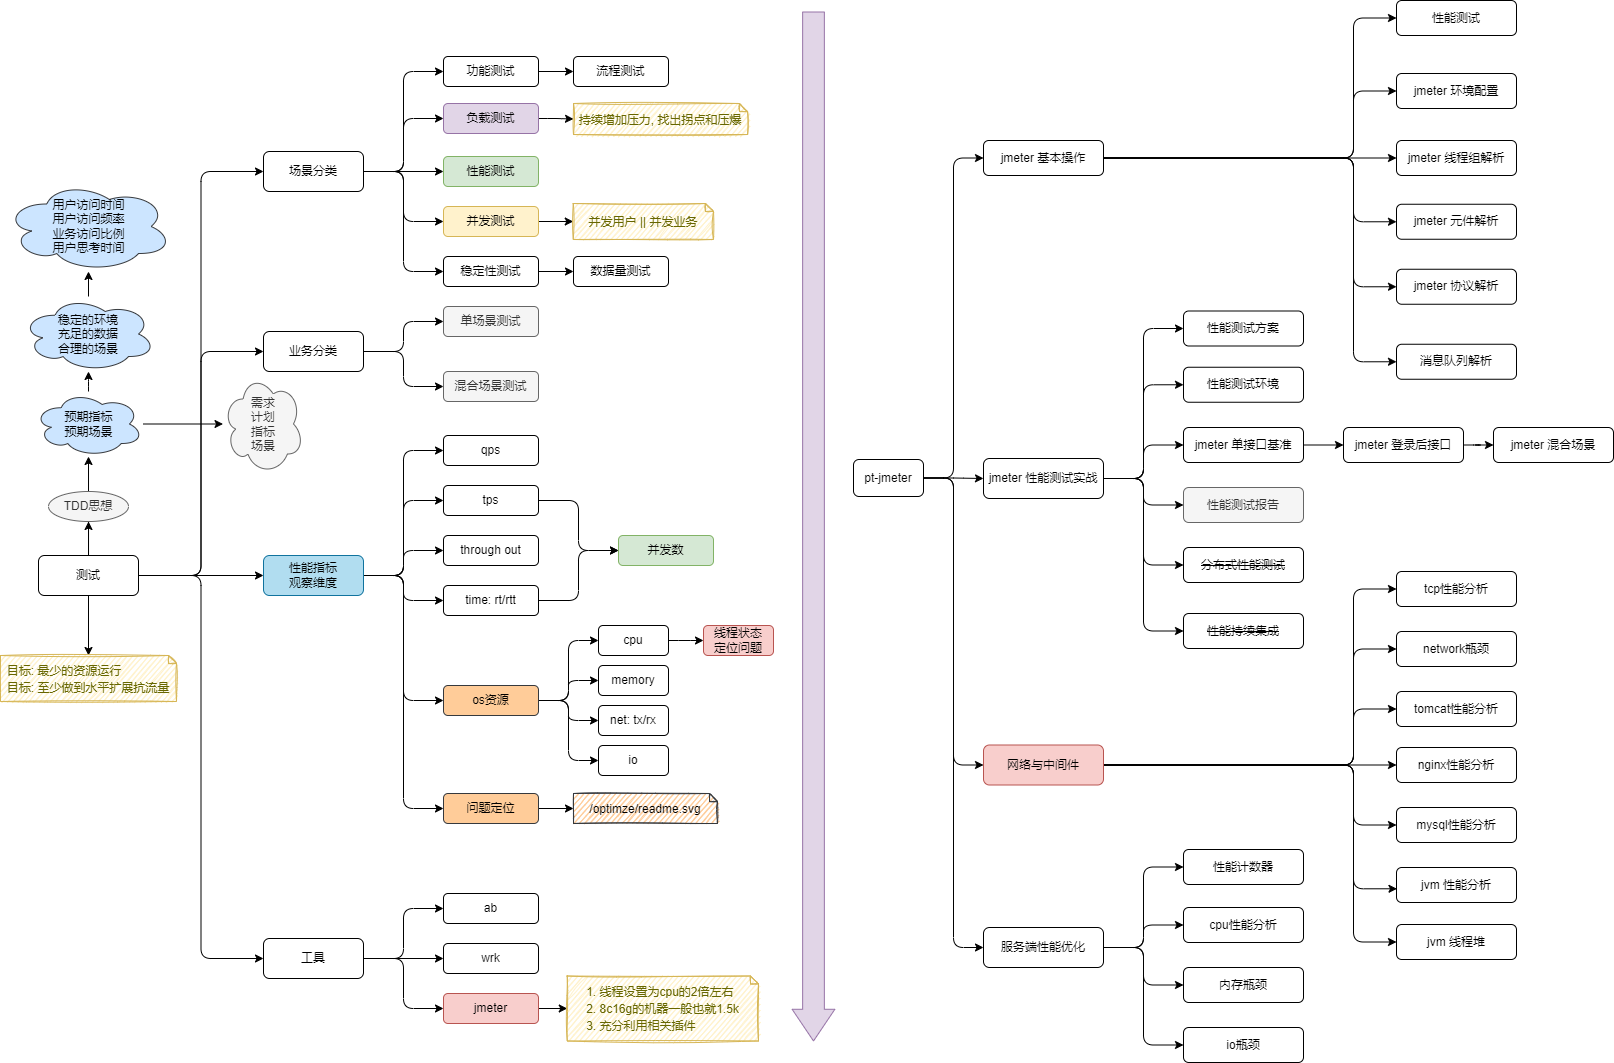 用户访问时间
用户访问频率
业务访问比例
用户思考时间
稳定的环境
充足的数据
合理的场景
预期指标
预期场景
需求
计划
指标
场景
TDD思想
测试
目标: 最少的资源运行
目标: 至少做到水平扩展抗流量
场景分类
功能测试
流程测试
负载测试
持续增加压力, 找出拐点和压爆
性能测试
并发测试
并发用户 || 并发业务
稳定性测试
数据量测试
业务分类
单场景测试
混合场景测试
性能指标
观察维度
qps
tps
through out
time: rt/rtt
并发数
os资源
cpu
线程状态
定位问题
memory
net: tx/rx
io
问题定位
/optimze/readme.svg
工具
ab
wrk
jmeter
1. 线程设置为cpu的2倍左右
2. 8c16g的机器一般也就1.5k
3. 充分利用相关插件
pt-jmeter
jmeter 基本操作
性能测试
jmeter 环境配置
jmeter 线程组解析
jmeter 元件解析
jmeter 协议解析
消息队列解析
jmeter 性能测试实战
性能测试方案
性能测试环境
jmeter 单接口基准
jmeter 登录后接口
jmeter 混合场景
性能测试报告
分布式性能测试
性能持续集成
网络与中间件
tcp性能分析
network瓶颈
tomcat性能分析
nginx性能分析
mysql性能分析
jvm 性能分析
jvm 线程堆
服务端性能优化
性能计数器
cpu性能分析
内存瓶颈
io瓶颈